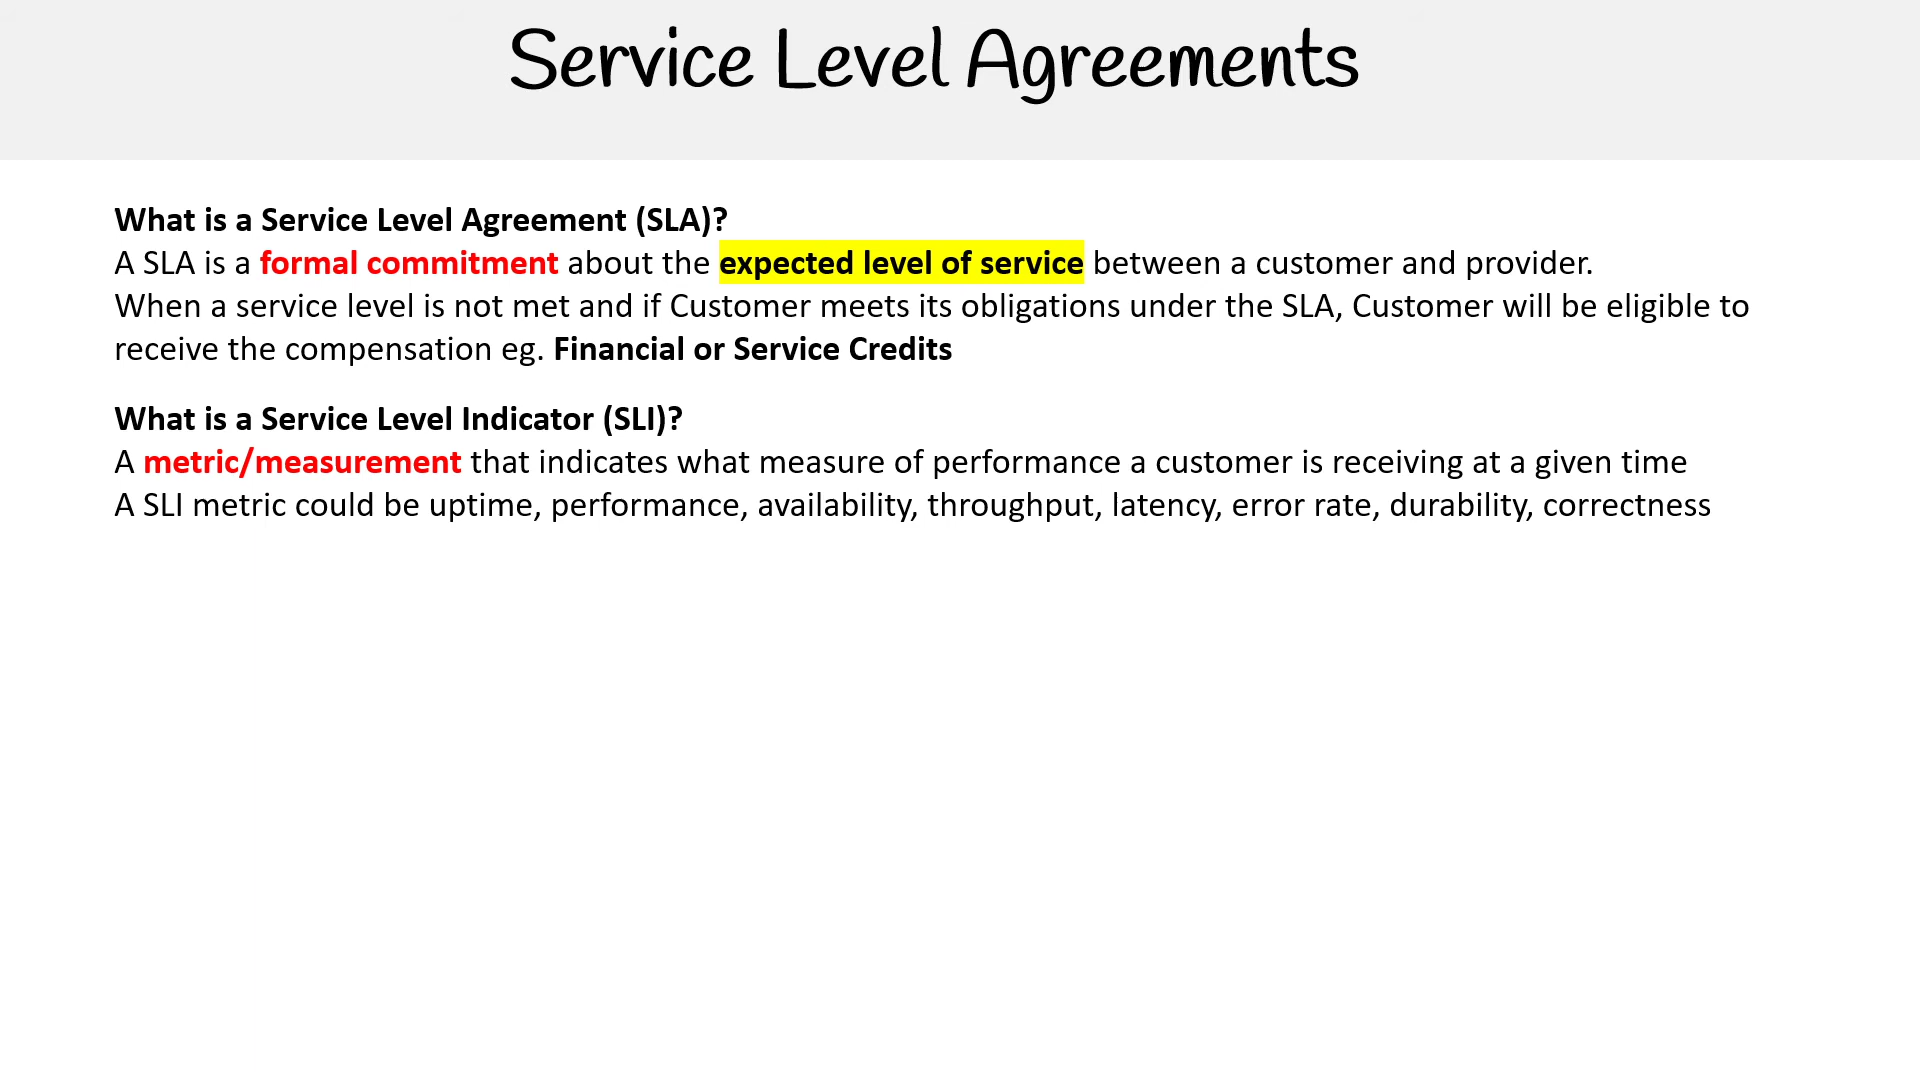 Service Level Agreements
What is a Service Level Agreement (SLA)?
A SLA is a formal commitment about the expected level of service between a customer and provider.
When a service level is not met and if Customer meets its obligations under the SLA, Customer will be eligible to
receive the compensation eg. Financial or Service Credits
What is a Service Level Indicator (SLI)?
A metric/measurement that indicates what measure of performance a customer is receiving at a given time
A SLI metric could be uptime, performance, availability, throughput, latency, error rate, durability, correctness